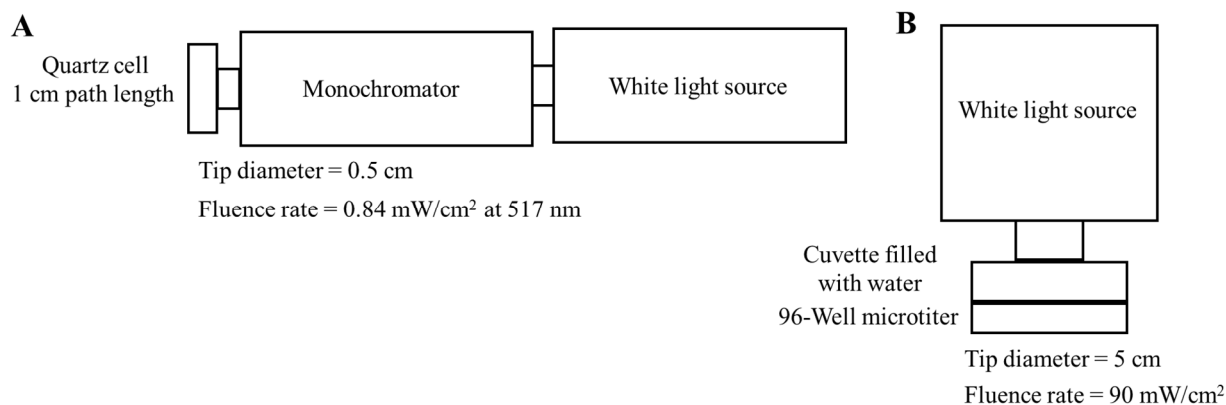 A
Quartz cell
1 cm path length
Monochromator
White light source
Tip diameter = 0.5 cm
Fluence rate = 0.84 mW/cm² at 517 nm
B
White light source
Cuvette filled
with water
96-Well microtiter
Tip diameter = 5 cm
Fluence rate = 90 mW/cm²